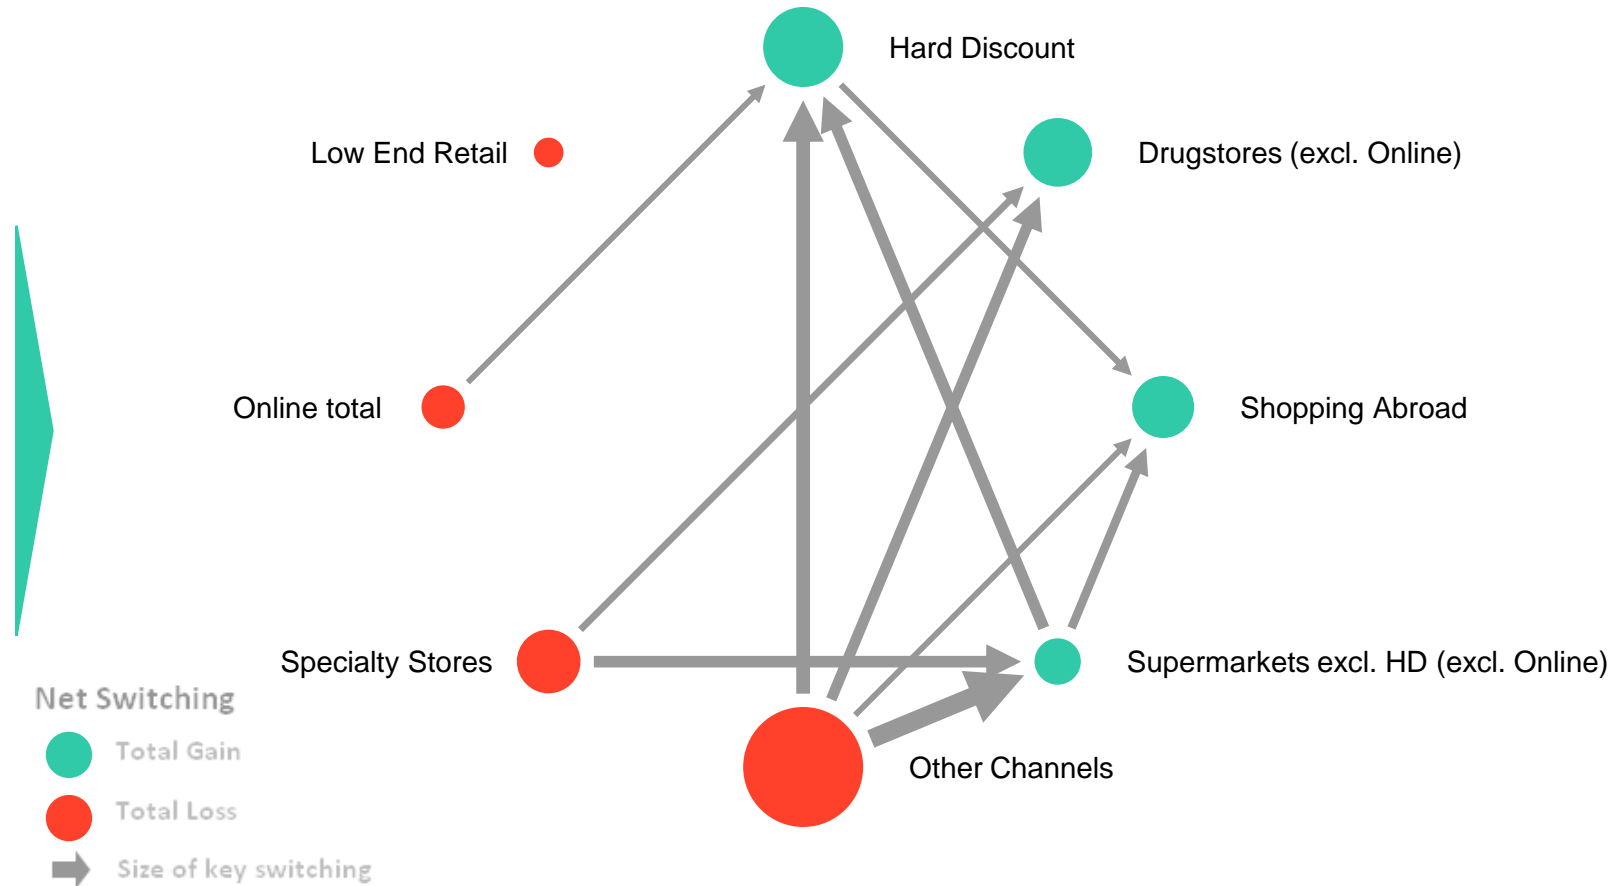 Hard Discount
Low End Retail
Drugstores (excl. Online)
Online total
Shopping Abroad
Specialty Stores
Supermarkets excl. HD (excl. Online)
Other Channels
Net Switching
Total Gain
Total Loss
Size of key switching